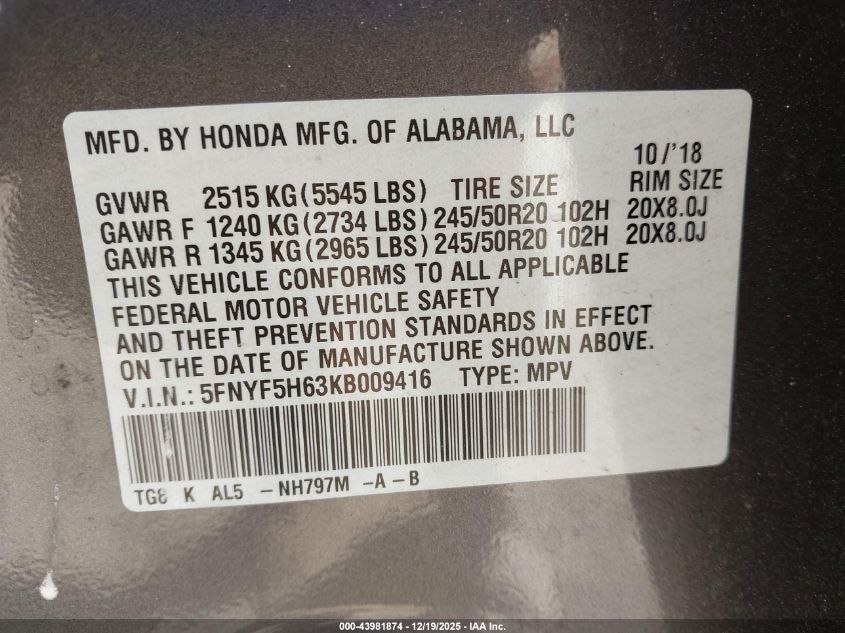 MFD. BY HONDA MFG. OF ALABAMA, LLC
10/'18
GVWR 2515 KG (5545 LBS) TIRE SIZE RIM SIZE
GAWR F 1240 KG (2734 LBS) 245/50R20 102H 20X8.0J
GAWR R 1345 KG (2965 LBS) 245/50R20 102H 20X8.0J
THIS VEHICLE CONFORMS TO ALL APPLICABLE
FEDERAL MOTOR VEHICLE SAFETY
AND THEFT PREVENTION STANDARDS IN EFFECT
ON THE DATE OF MANUFACTURE SHOWN ABOVE.
V.I.N.: 5FNYF5H63KB009416 TYPE: MPV
TG8 K AL5 -NH797M -A -B
000-43981874 - 12/19/2025 - IAA Inc.